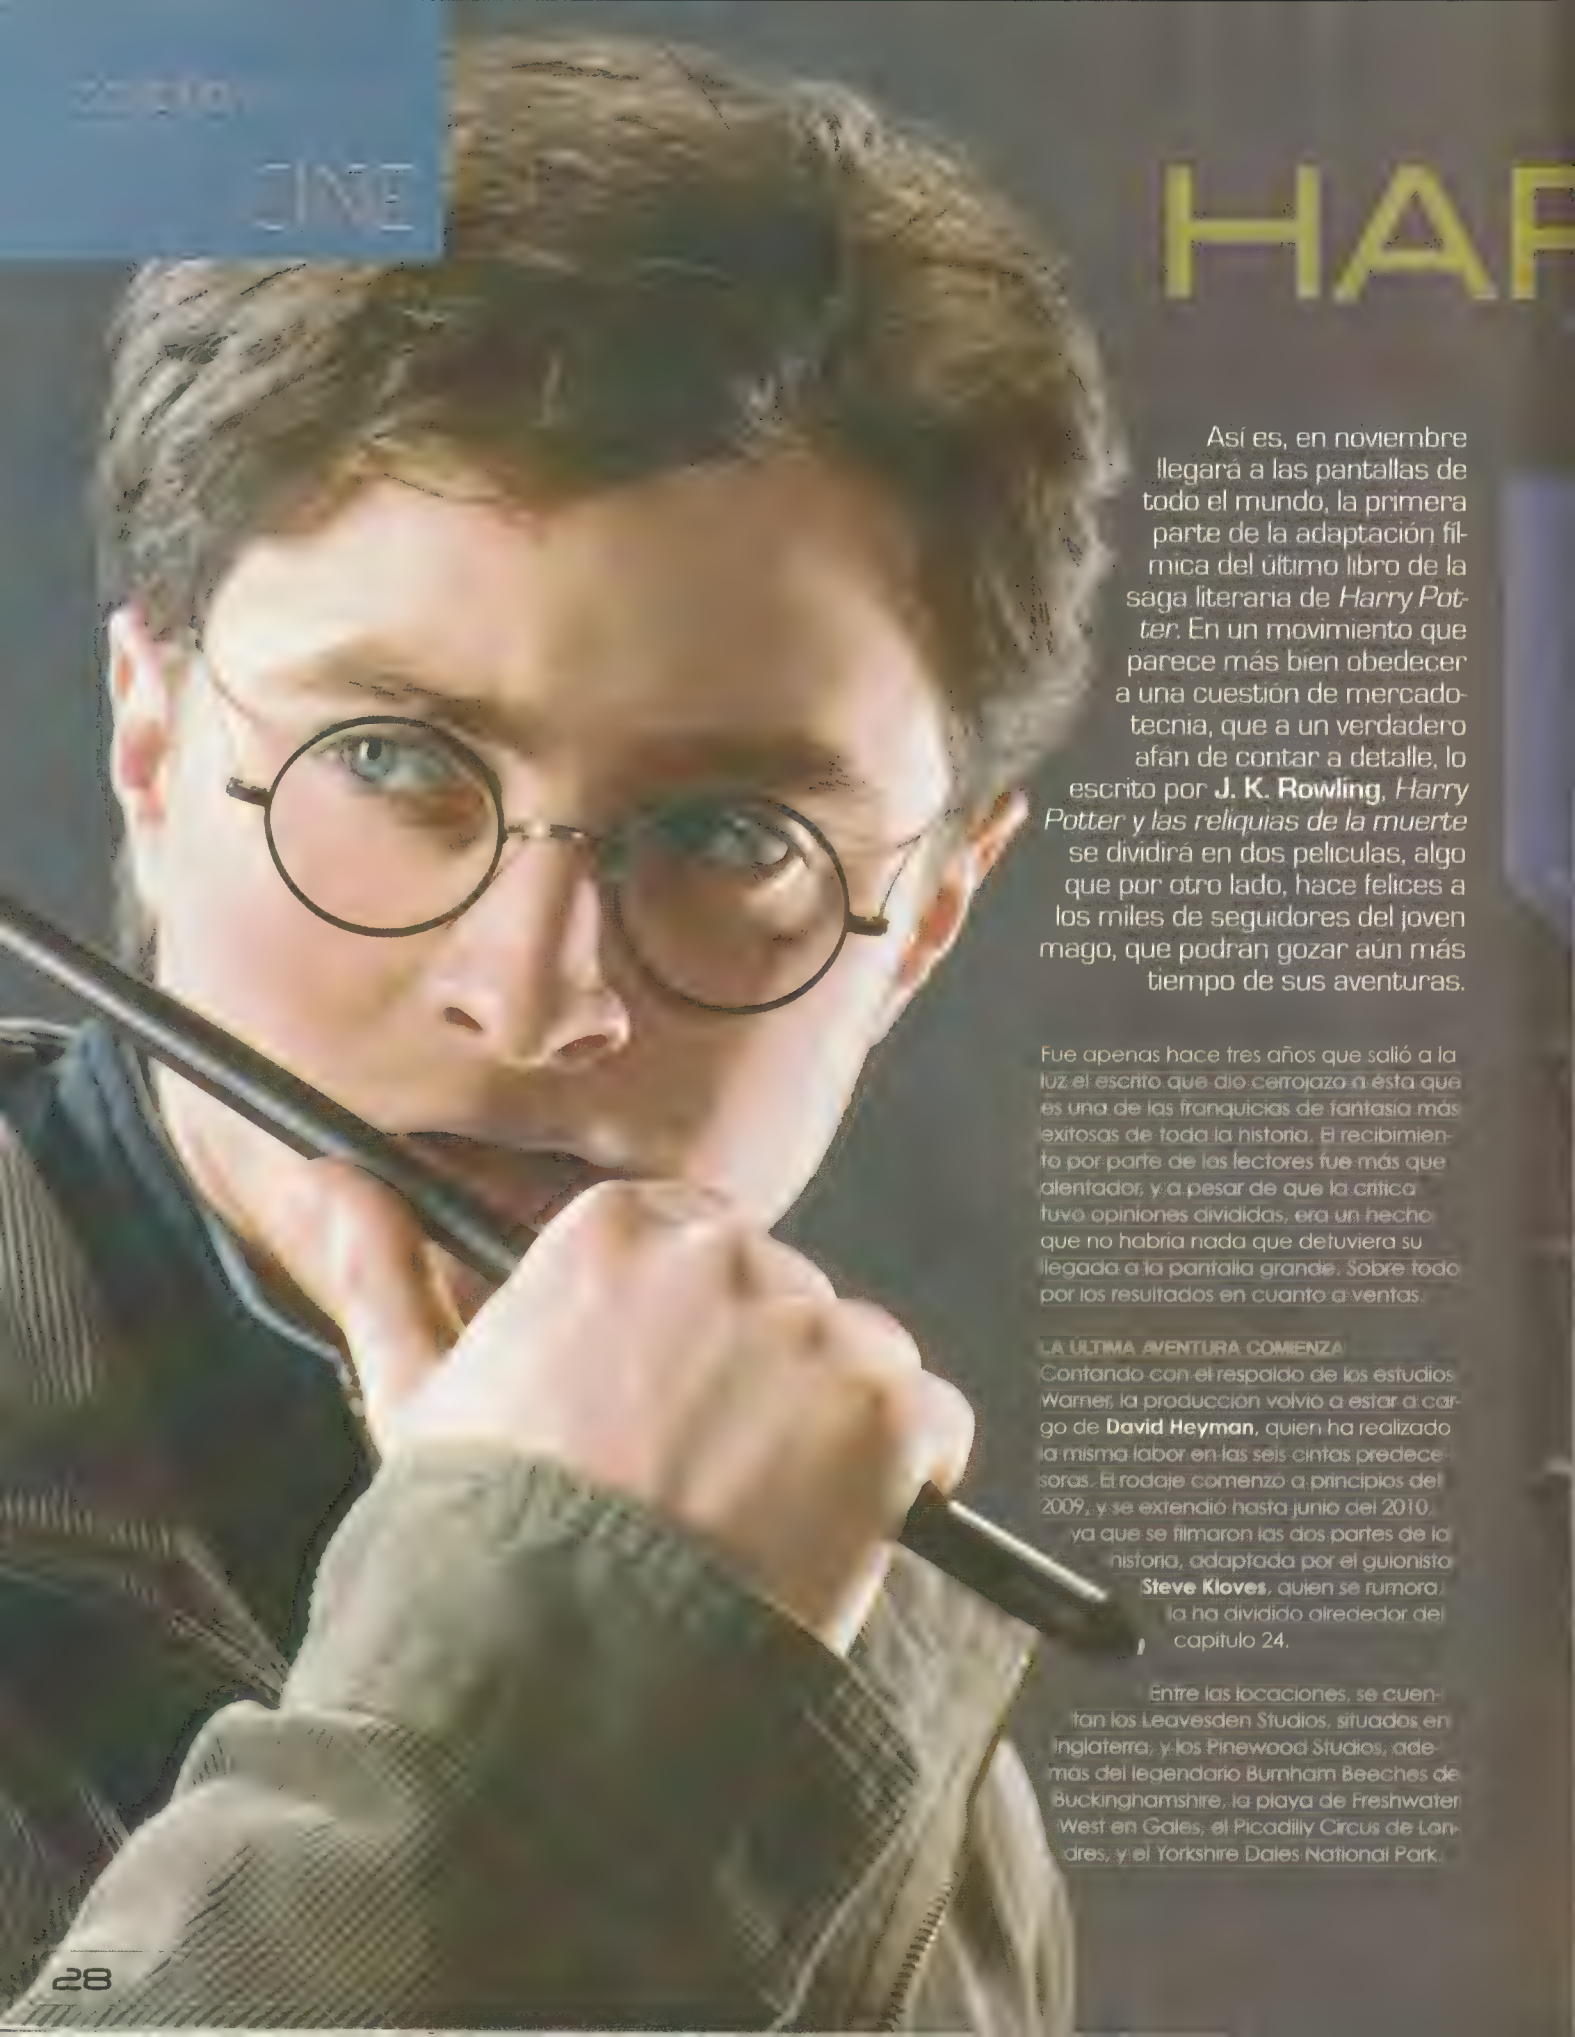 CINE
HAR
Así es, en noviembre
llegará a las pantallas de
todo el mundo, la primera
parte de la adaptación fíl-
mica del último libro de la
saga literaria de Harry Pot-
ter. En un movimiento que
parece más bien obedecer
a una cuestión de mercado-
tecnia, que a un verdadero
afán de contar a detalle, lo
escrito por J. K. Rowling, Harry
Potter y las reliquias de la muerte
se dividirá en dos películas, algo
que por otro lado, hace felices a
los miles de seguidores del joven
mago, que podrán gozar aún más
tiempo de sus aventuras.
Fue apenas hace tres años que salió a la
luz el escrito que dio cerrojazo a ésta que
es una de las franquicias de fantasía más
exitosas de toda la historia. El recibimien-
to por parte de los lectores fue más que
alentador, y a pesar de que la crítica
tuvo opiniones divididas, era un hecho
que no habría nada que detuviera su
llegada a la pantalla grande. Sobre todo
por los resultados en cuanto a ventas.
LA ÚLTIMA AVENTURA COMIENZA
Contando con el respaldo de los estudios
Warner, la producción volvió a estar a car-
go de David Heyman, quien ha realizado
la misma labor en las seis cintas predece-
soras. El rodaje comenzó a principios del
2009, y se extendió hasta junio del 2010,
ya que se filmaron las dos partes de la
historia, adaptada por el guionista
Steve Kloves, quien se rumora,
la ha dividido alrededor del
capítulo 24.
Entre las locaciones, se cuen-
tan los Leavesden Studios, situados en
Inglaterra, y los Pinewood Studios, ade-
más del legendario Burnham Beeches de
Buckinghamshire, la playa de Freshwater
West en Gales, el Picadilly Circus de Lon-
dres, y el Yorkshire Dales National Park.
28